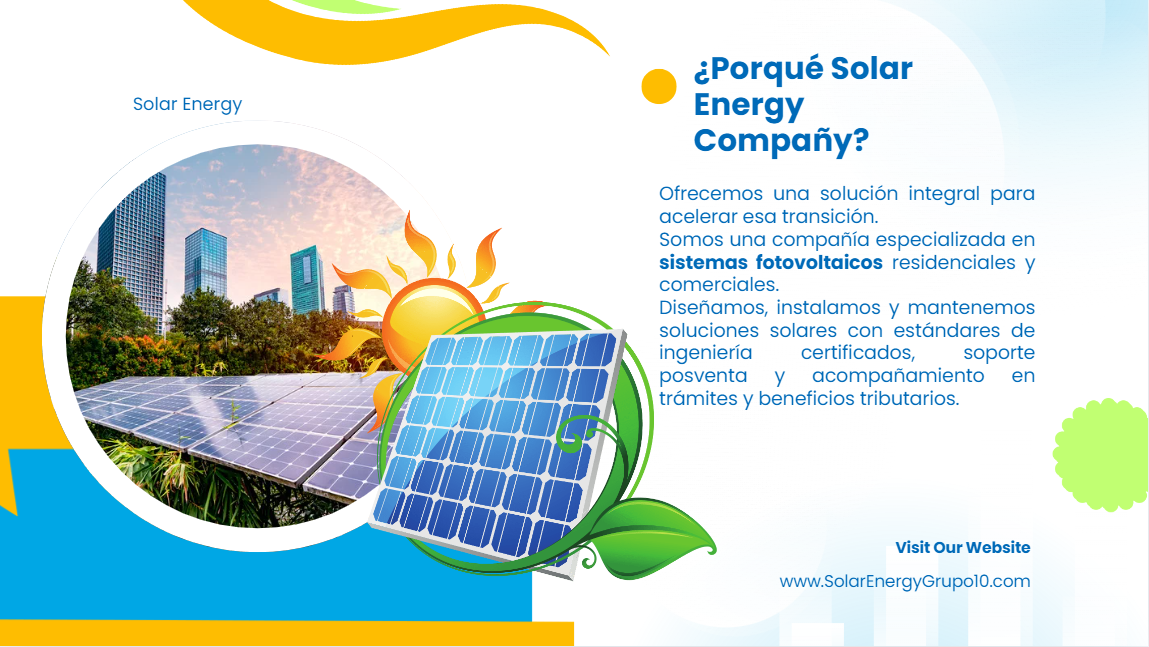 Solar Energy
¿Porqué Solar
Energy
Compañy?
Ofrecemos una solución integral para
acelerar esa transición.
Somos una compañía especializada en
sistemas fotovoltaicos residenciales y
comerciales.
Diseñamos, instalamos y mantenemos
soluciones solares con estándares de
ingeniería certificados, soporte
posventa y acompañamiento en
trámites y beneficios tributarios.
Visit Our Website
www.SolarEnergyGrupo10.com